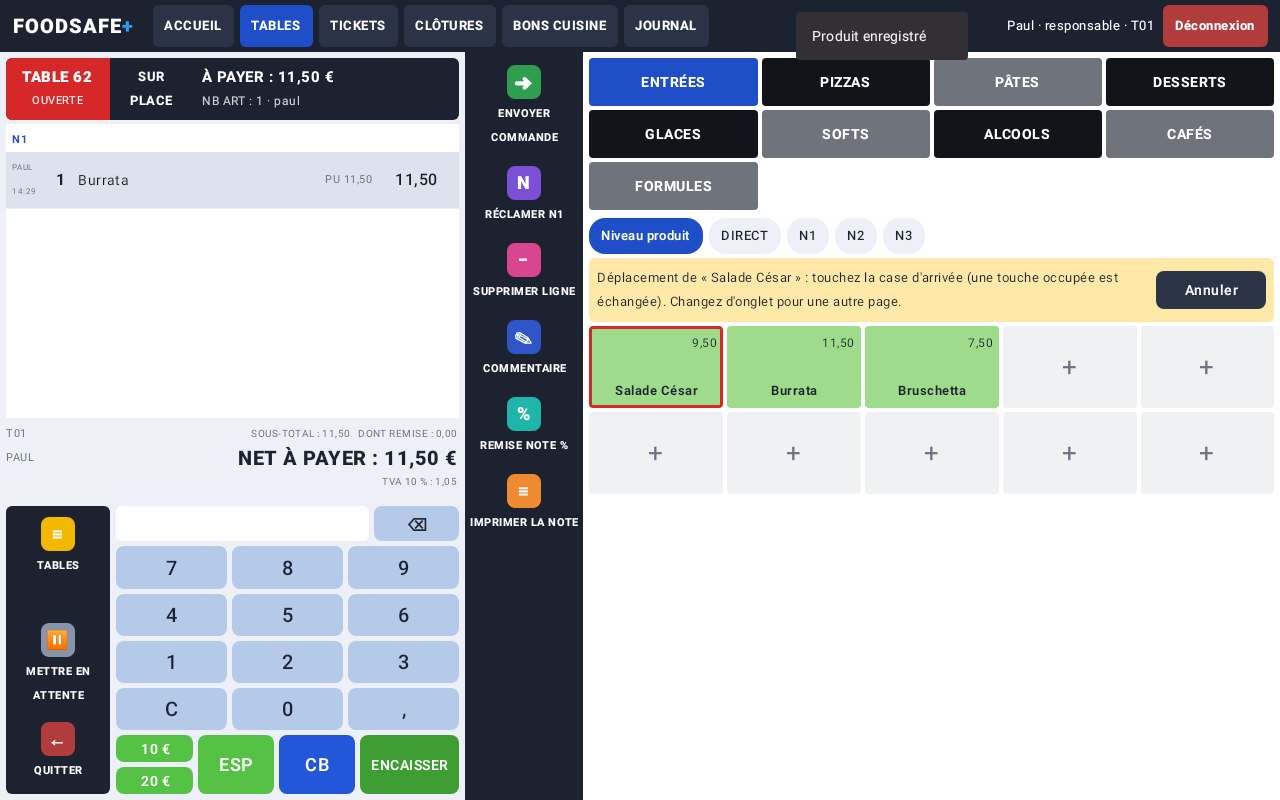 FOODSAFE+
ACCUEIL
TABLES
TICKETS
CLÔTURES
BONS CUISINE
JOURNAL
Produit enregistré
Paul · responsable · T01
Déconnexion
TABLE 62
OUVERTE
SUR
PLACE
À PAYER : 11,50 €
NB ART : 1 · paul
N1
PAUL
14:29
1 Burrata PU 11,50 11,50
T01
SOUS-TOTAL : 11,50 DONT REMISE : 0,00
PAUL
NET À PAYER : 11,50 €
TVA 10 % : 1,05
≡
TABLES
METTRE EN
ATTENTE
←
QUITTER
⌫
7 8 9
4 5 6
1 2 3
C 0 ,
10 €
20 €
ESP
CB
ENCAISSER
➜
ENVOYER
COMMANDE
N
RÉCLAMER N1
−
SUPPRIMER LIGNE
✎
COMMENTAIRE
%
REMISE NOTE %
≡
IMPRIMER LA NOTE
ENTRÉES
PIZZAS
PÂTES
DESSERTS
GLACES
SOFTS
ALCOOLS
CAFÉS
FORMULES
Niveau produit
DIRECT
N1
N2
N3
Déplacement de « Salade César » : touchez la case d'arrivée (une touche occupée est
échangée). Changez d'onglet pour une autre page.
Annuler
9,50
Salade César
11,50
Burrata
7,50
Bruschetta
+ +
+ + + + +